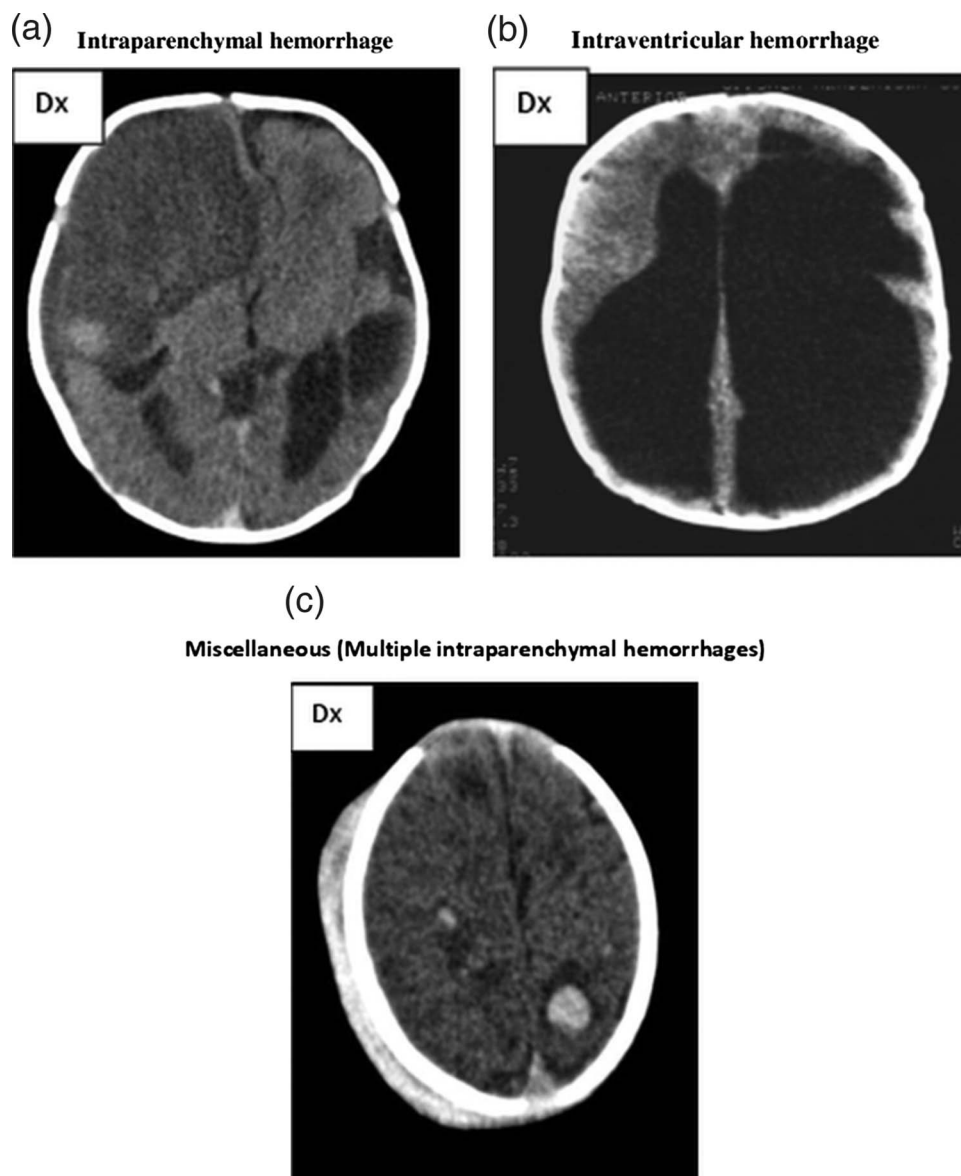 (a)
Intraparenchymal hemorrhage
Dx
(b)
Intraventricular hemorrhage
Dx
ANTERIOR
(c)
Miscellaneous (Multiple intraparenchymal hemorrhages)
Dx